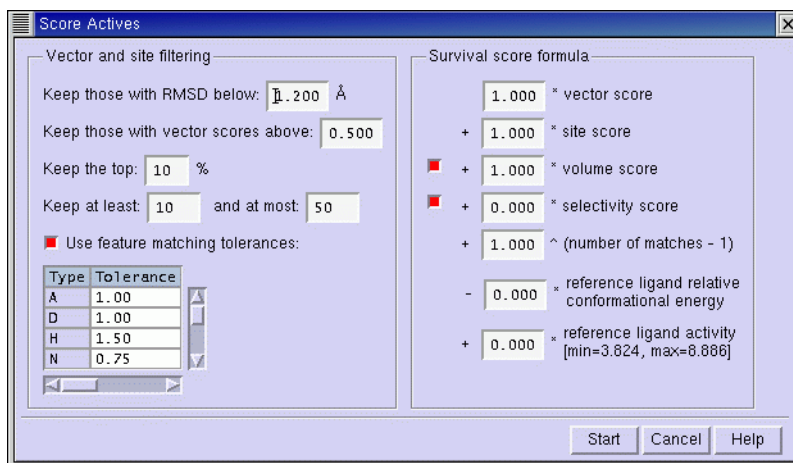 Score Actives
Vector and site filtering
Keep those with RMSD below: 1.200 Å
Keep those with vector scores above: 0.500
Keep the top: 10 %
Keep at least: 10 and at most: 50
Use feature matching tolerances:
Type Tolerance
A 1.00
D 1.00
H 1.50
N 0.75
Survival score formula
1.000 * vector score
+ 1.000 * site score
+ 1.000 * volume score
+ 0.000 * selectivity score
+ 1.000 ^ (number of matches - 1)
- 0.000 * reference ligand relative
conformational energy
+ 0.000 * reference ligand activity
[min=3.824, max=8.886]
Start Cancel Help